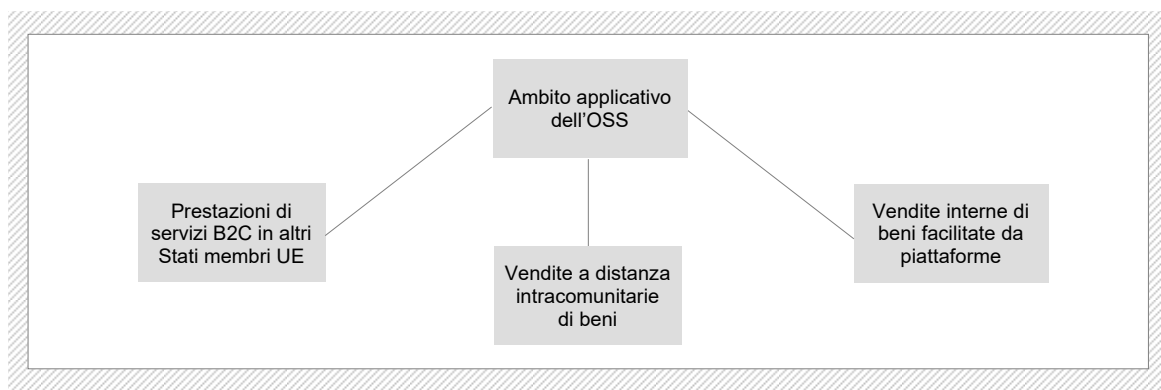 Ambito applicativo
dell’OSS
Prestazioni di
servizi B2C in altri
Stati membri UE
Vendite a distanza
intracomunitarie
di beni
Vendite interne di
beni facilitate da
piattaforme